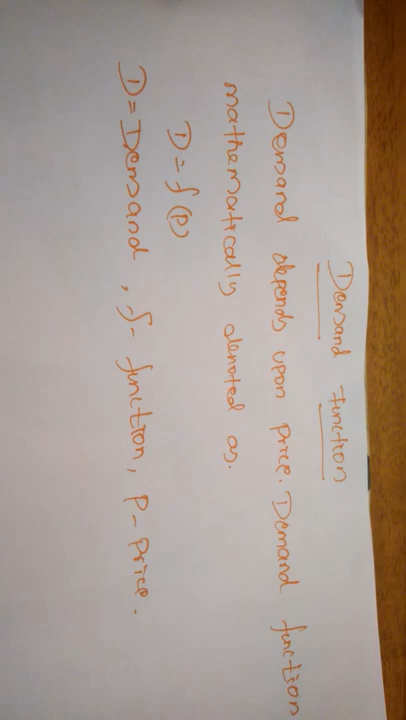 Demand function
Demand depends upon price. Demand function
mathematically denoted as.
D = f (P)
D = Demand, f - function, P - Price.